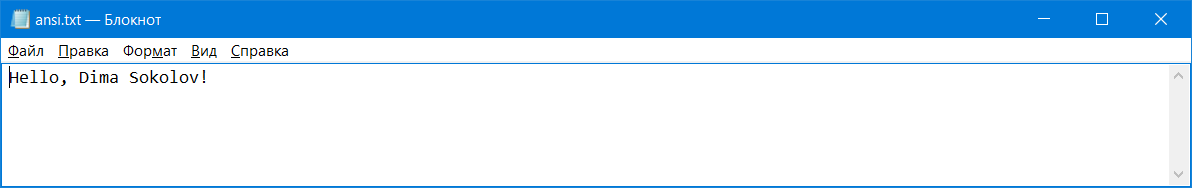 ansi.txt — Блокнот
Файл Правка Формат Вид Справка
Hello, Dima Sokolov!